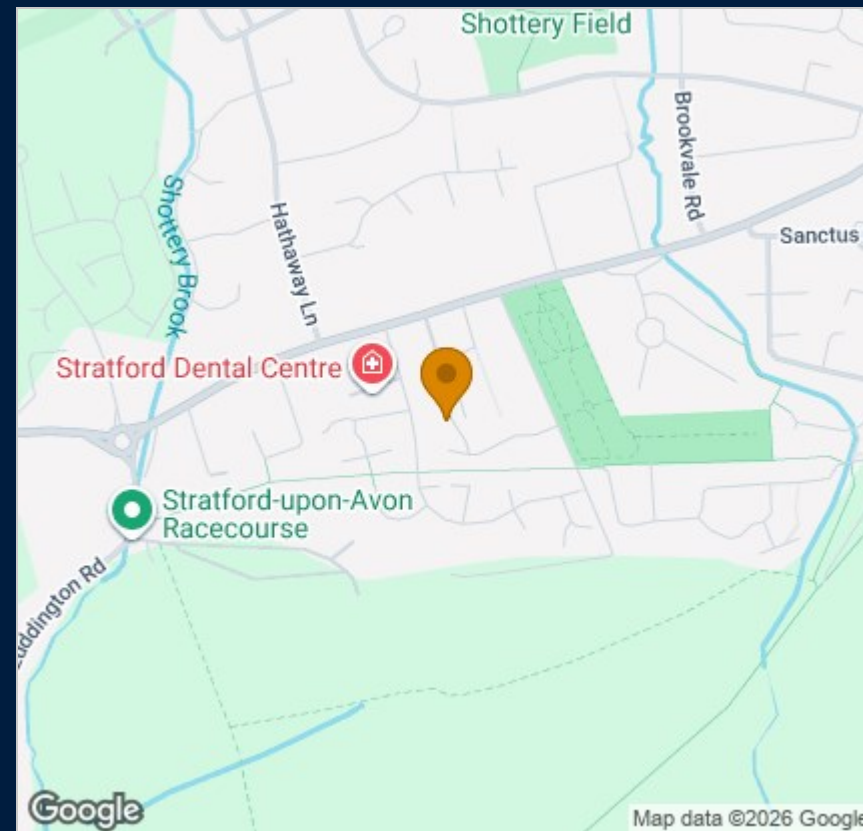 Shottery Field
Brookvale Rd
Shottery Brook
Hathaway Ln
Sanctus
Stratford Dental Centre
Stratford-upon-Avon
Racecourse
Luddington Rd
Google
Map data ©2026 Google